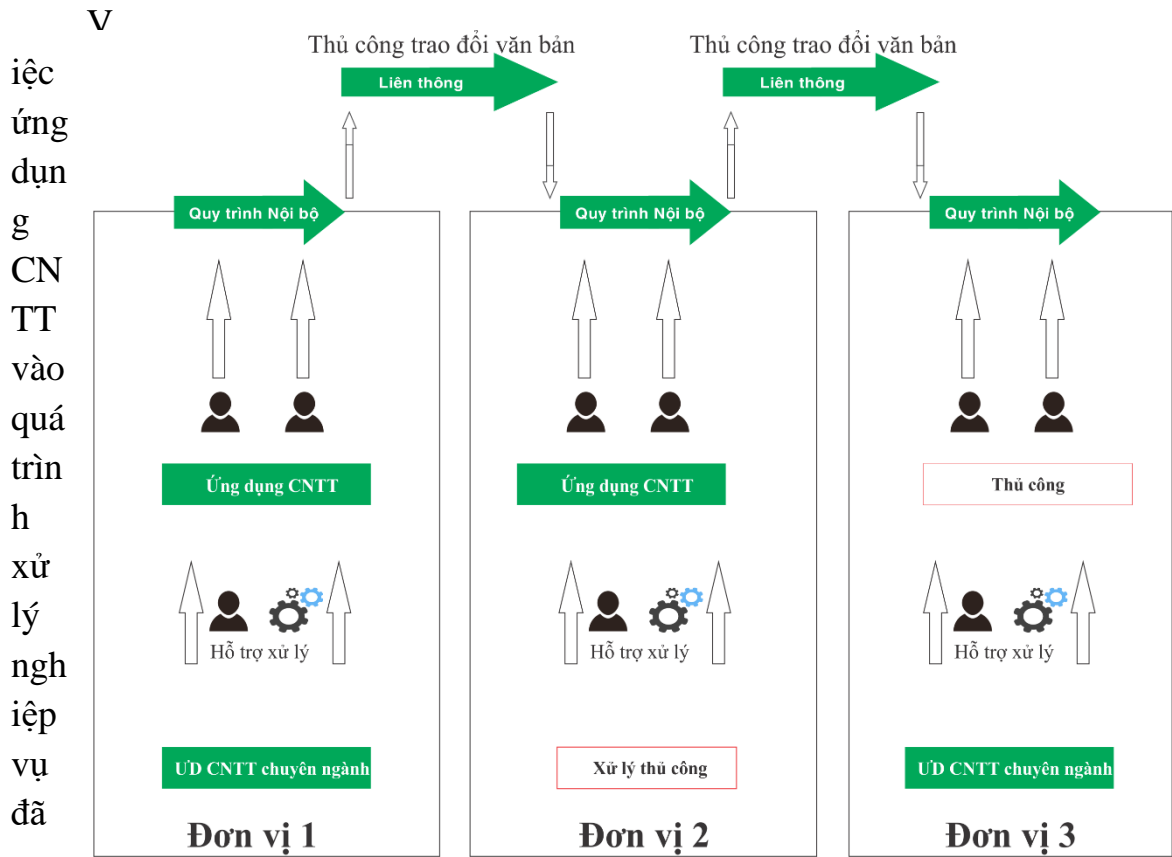 V
iệc
ứng
dụn
g
CN
TT
vào
quá
trìn
h
xử
lý
ngh
iệp
vụ
đã
Thủ công trao đổi văn bản
Thủ công trao đổi văn bản
Liên thông
Liên thông
Quy trình Nội bộ
Quy trình Nội bộ
Quy trình Nội bộ
Ứng dụng CNTT
Ứng dụng CNTT
Thủ công
Hỗ trợ xử lý
Hỗ trợ xử lý
Hỗ trợ xử lý
ƯD CNTT chuyên ngành
Xử lý thủ công
ƯD CNTT chuyên ngành
Đơn vị 1
Đơn vị 2
Đơn vị 3